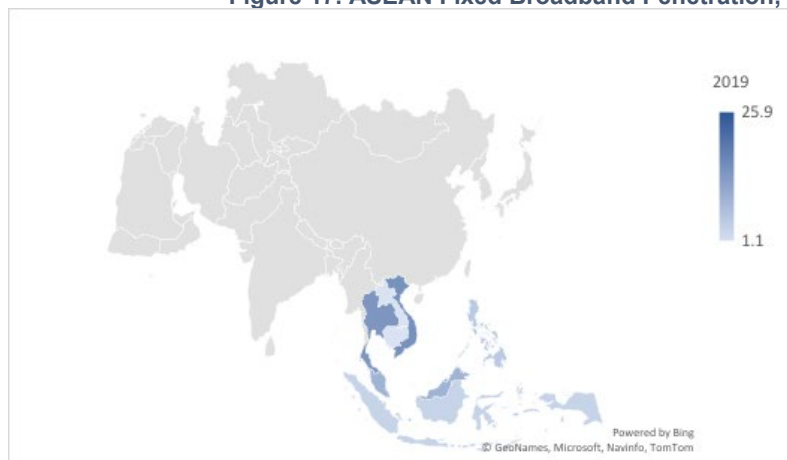 Figure 17: ASEAN Fixed Broadband Penetration,
2019
25.9
1.1
Powered by Bing
© GeoNames, Microsoft, Navinfo, TomTom